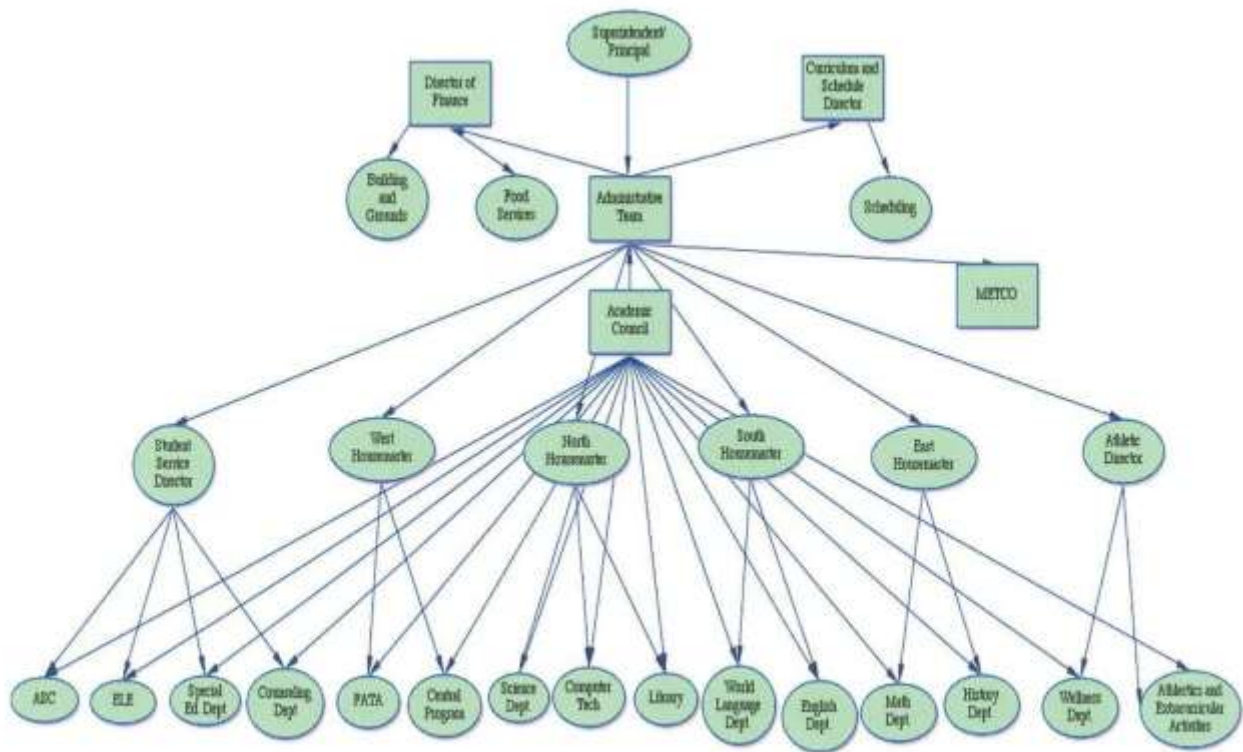 Superintendent/
Principal
Director of
Finance
Curriculum and
Schedule
Director
Building
and
Grounds
Food
Services
Administrative
Team
Scheduling
METCO
Academic
Council
Student
Service
Director
West
Housemaster
North
Housemaster
South
Housemaster
East
Housemaster
Athletic
Director
ASC
ELE
Special
Ed. Dept
Counseling
Dept
PATA
Central
Program
Science
Dept
Computer
Tech
Library
World
Language
Dept
English
Dept
Math
Dept
History
Dept
Wellness
Dept
Athletics and
Extracurricular
Activities